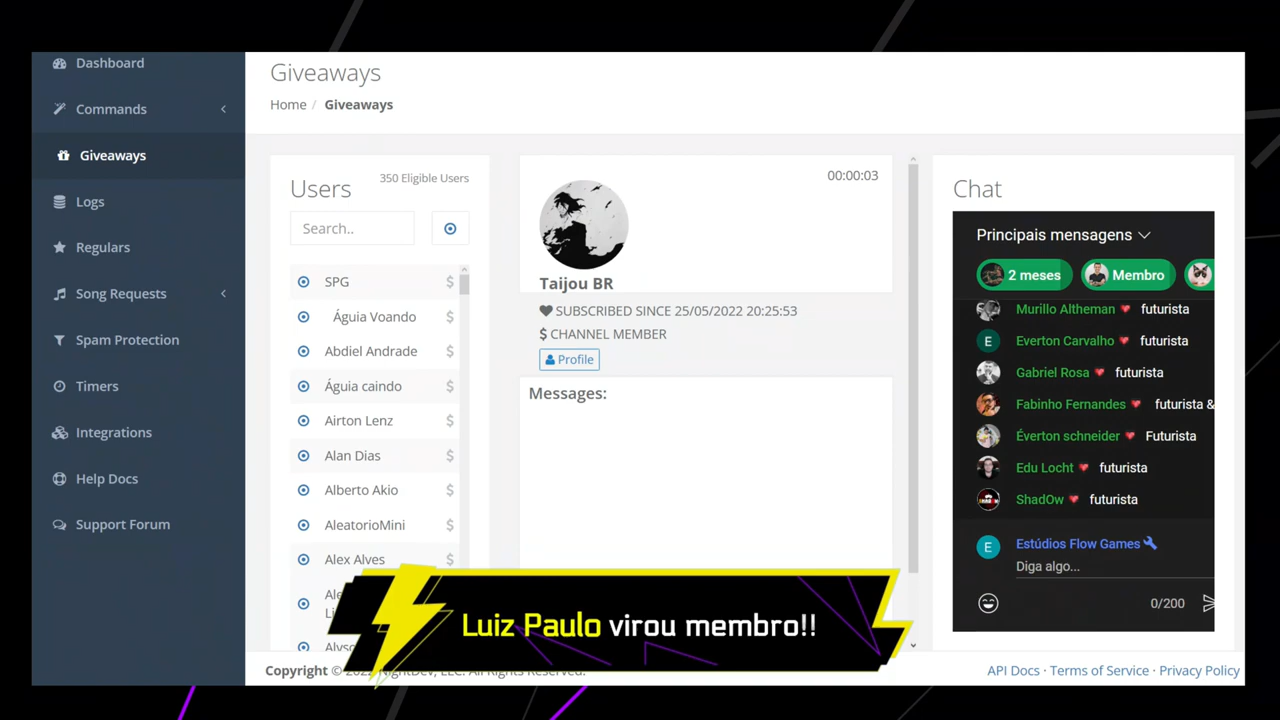 Dashboard
Commands
Giveaways
Logs
Regulars
Song Requests
Spam Protection
Timers
Integrations
Help Docs
Support Forum
Giveaways
Home / Giveaways
Users
350 Eligible Users
Search..
SPG $
Águia Voando $
Abdiel Andrade $
Águia caindo $
Airton Lenz $
Alan Dias $
Alberto Akio $
AleatorioMini $
Alex Alves
00:00:03
Taijou BR
SUBSCRIBED SINCE 25/05/2022 20:25:53
$ CHANNEL MEMBER
Profile
Messages:
Chat
Principais mensagens
2 meses
Membro
Murillo Altheman futurista
E Everton Carvalho futurista
Gabriel Rosa futurista
Fabinho Fernandes futurista &
Éverton schneider Futurista
Edu Locht futurista
ShadOw futurista
E Estúdios Flow Games
Diga algo...
0/200
Luiz Paulo virou membro!!
Copyright © LLC. All Rights Reserved.
API Docs · Terms of Service · Privacy Policy